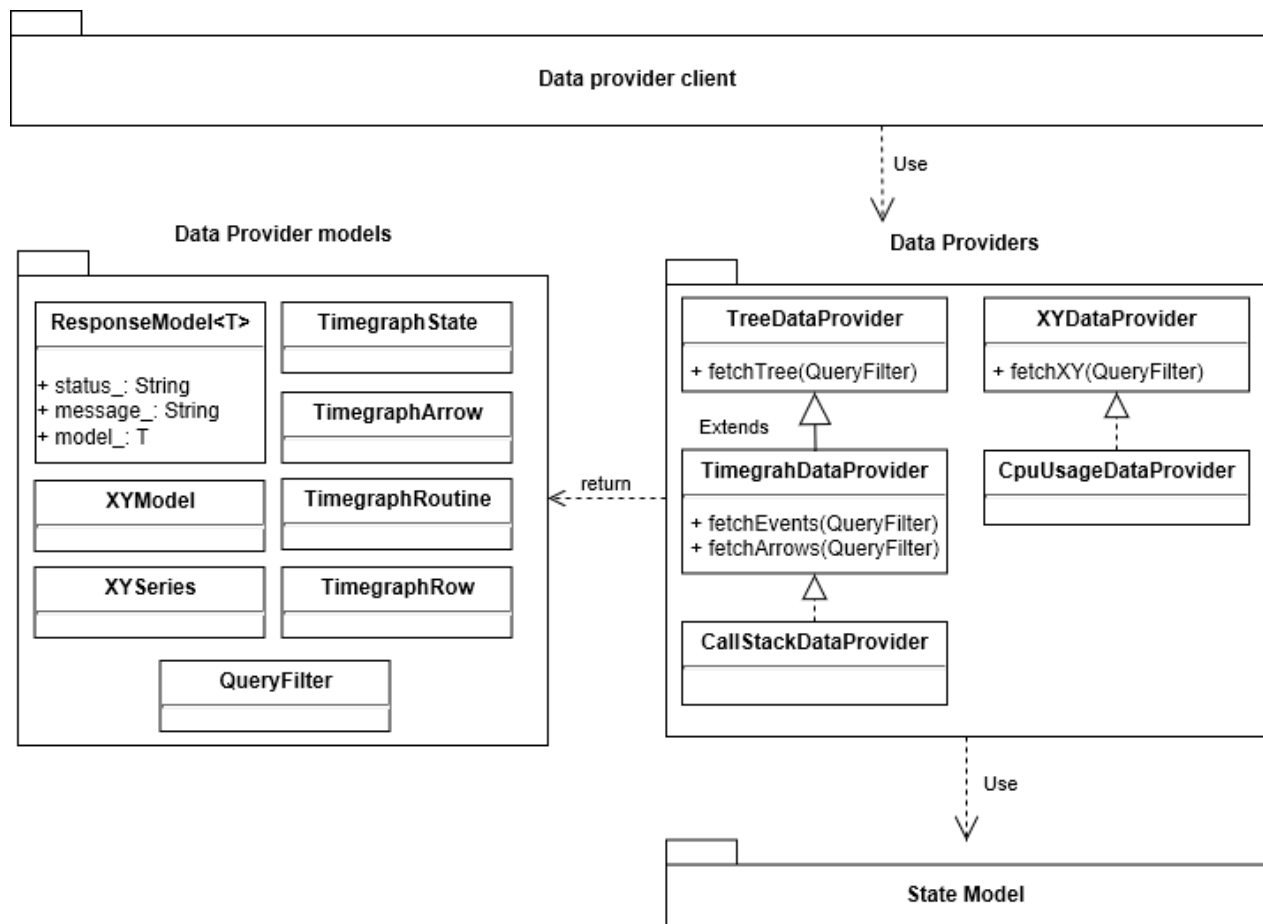 Data provider client
Use
Data Provider models
ResponseModel<T>
+ status_: String
+ message_: String
+ model_: T
TimegraphState
TimegraphArrow
XYModel
TimegraphRoutine
XYSeries
TimegraphRow
QueryFilter
return
Data Providers
TreeDataProvider
+ fetchTree(QueryFilter)
XYDataProvider
+ fetchXY(QueryFilter)
Extends
TimegrahDataProvider
+ fetchEvents(QueryFilter)
+ fetchArrows(QueryFilter)
CpuUsageDataProvider
CallStackDataProvider
Use
State Model